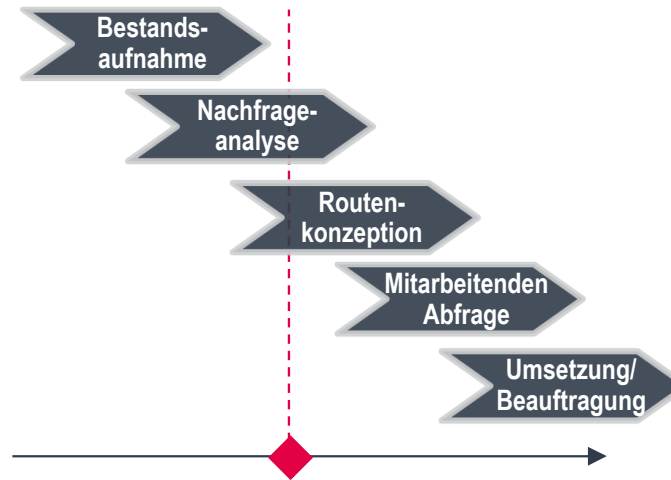 Bestands-
aufnahme
Nachfrage-
analyse
Routen-
konzeption
Mitarbeitenden
Abfrage
Umsetzung/
Beauftragung